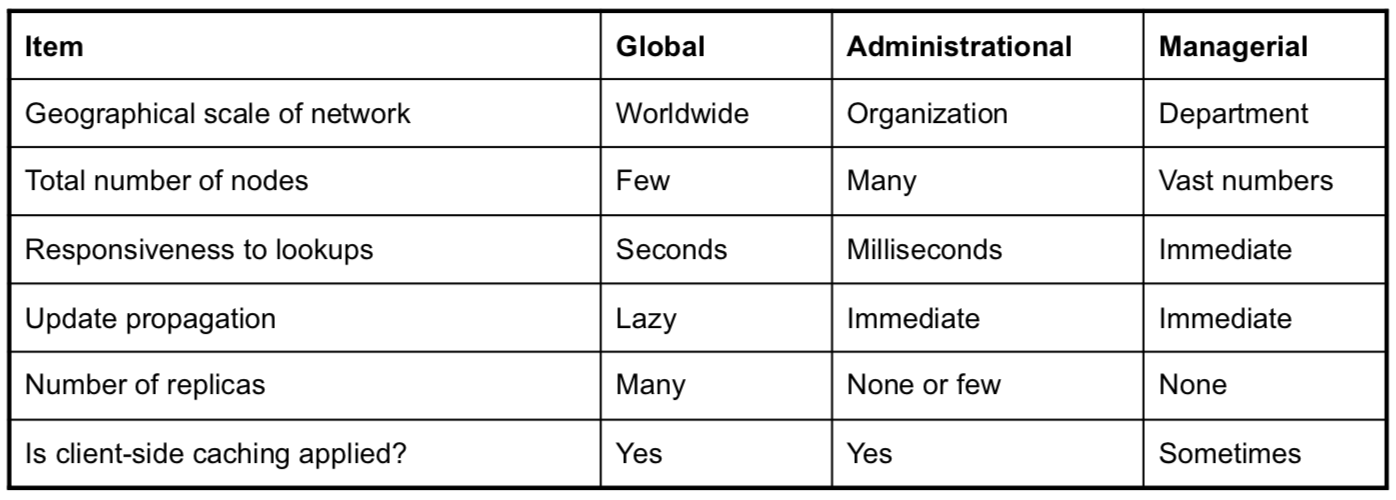 Item Global Administrational Managerial
Geographical scale of network Worldwide Organization Department
Total number of nodes Few Many Vast numbers
Responsiveness to lookups Seconds Milliseconds Immediate
Update propagation Lazy Immediate Immediate
Number of replicas Many None or few None
Is client-side caching applied? Yes Yes Sometimes